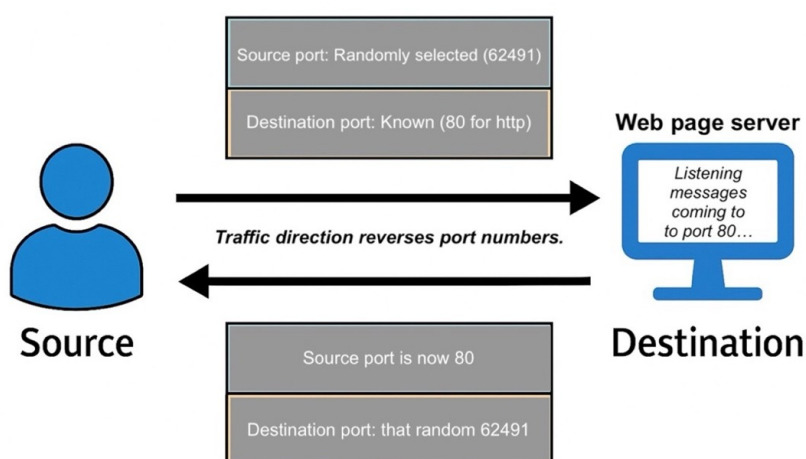 Source port: Randomly selected (62491)
Destination port: Known (80 for http)
Web page server
Listening
messages
coming to
to port 80...
Traffic direction reverses port numbers.
Source
Destination
Source port is now 80
Destination port: that random 62491